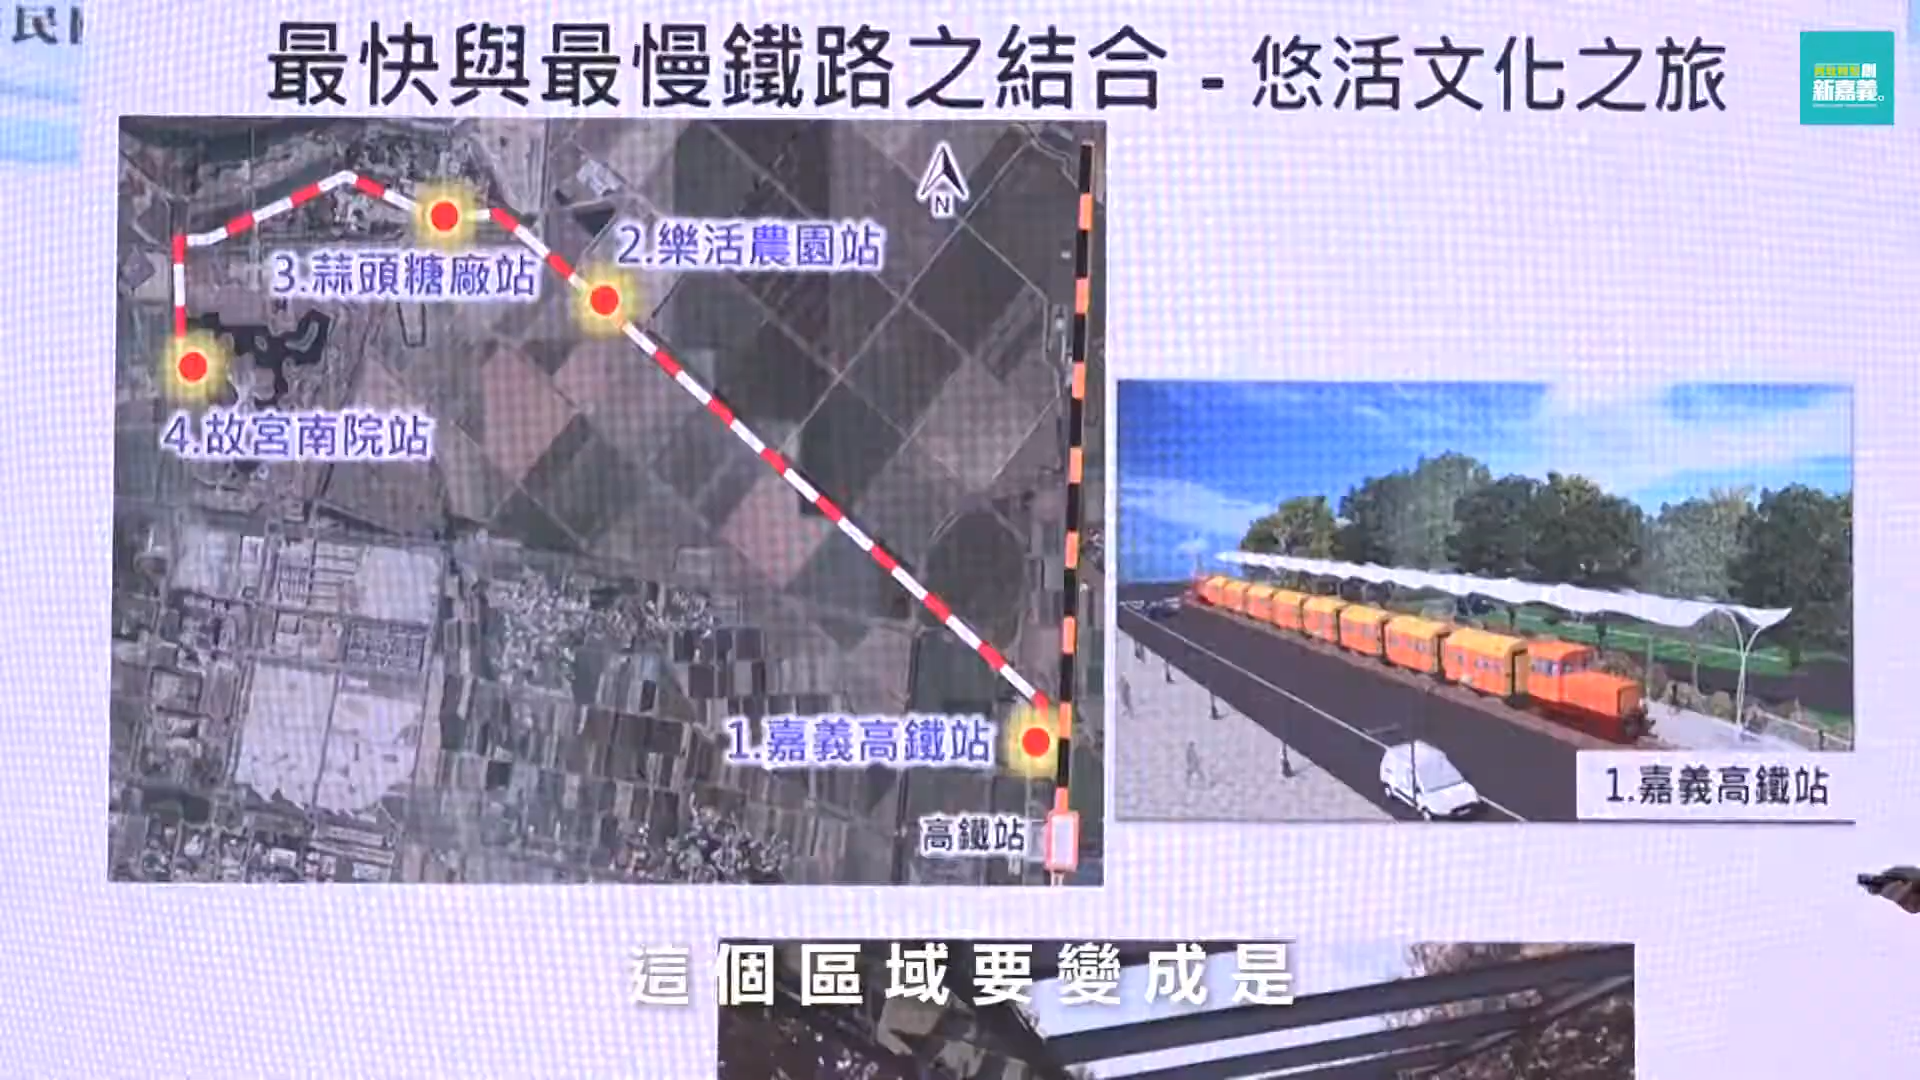 最快與最慢鐵路之結合 - 悠活文化之旅
創
新嘉義。
N
2.樂活農園站
3.蒜頭糖廠站
4.故宮南院站
1.嘉義高鐵站
高鐵站
1.嘉義高鐵站
這個區域要變成是